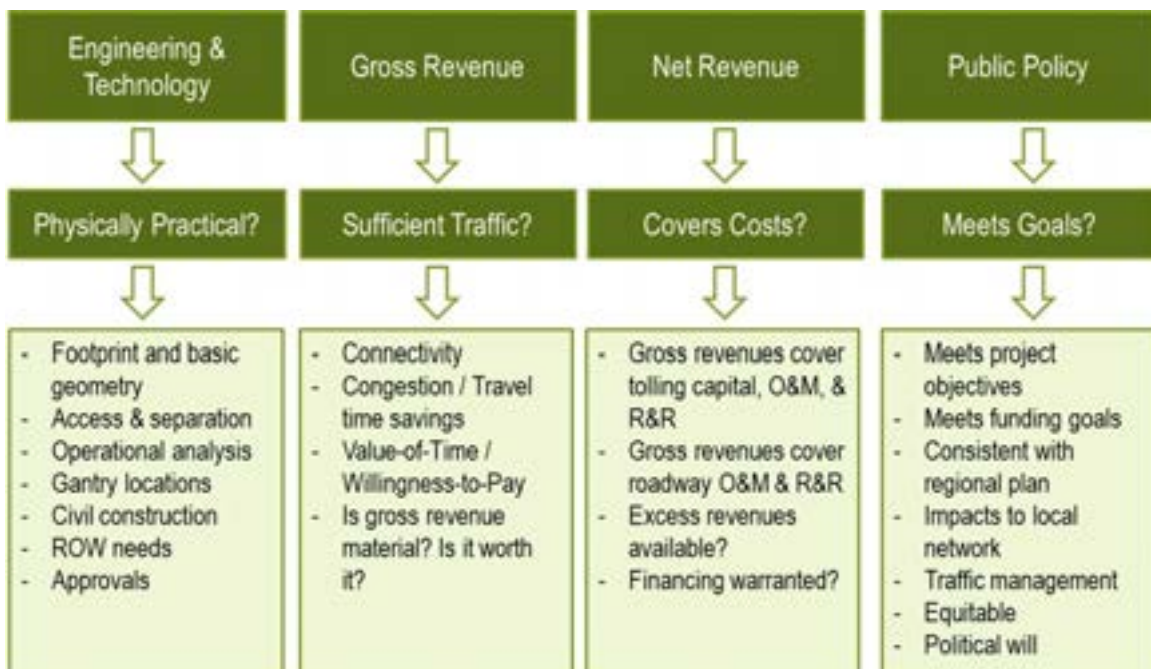 Engineering &
Technology
Gross Revenue
Net Revenue
Public Policy
Physically Practical?
Sufficient Traffic?
Covers Costs?
Meets Goals?
- Footprint and basic
geometry
- Access & separation
- Operational analysis
- Gantry locations
- Civil construction
- ROW needs
- Approvals
- Connectivity
- Congestion / Travel
time savings
- Value-of-Time /
Willingness-to-Pay
- Is gross revenue
material? Is it worth
it?
- Gross revenues cover
tolling capital, O&M, &
R&R
- Gross revenues cover
roadway O&M & R&R
- Excess revenues
available?
- Financing warranted?
- Meets project
objectives
- Meets funding goals
- Consistent with
regional plan
- Impacts to local
network
- Traffic management
- Equitable
- Political will